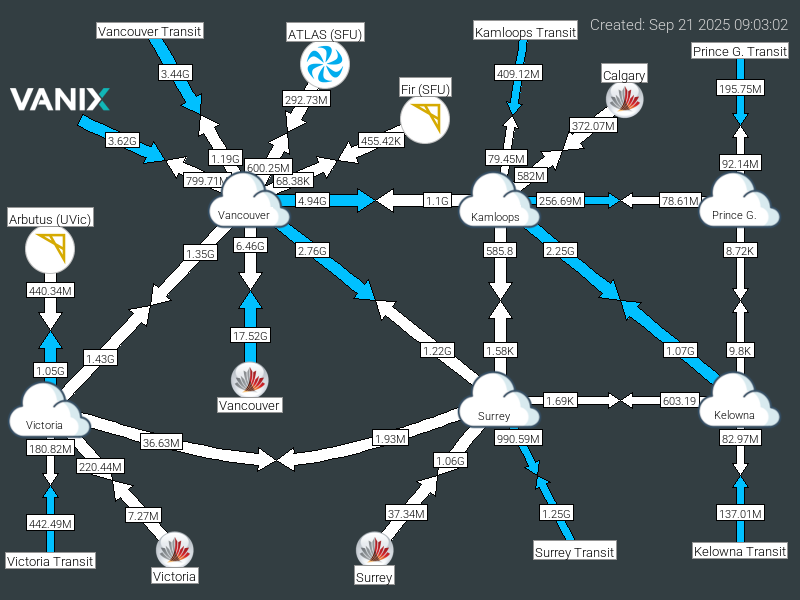 Created: Sep 21 2025 09:03:02
Vancouver Transit
ATLAS (SFU)
Kamloops Transit
Prince G. Transit
3.44G
409.12M
Calgary
Fir (SFU)
195.75M
VANIX
292.73M
372.07M
3.62G
455.42K
1.19G
79.45M
92.14M
600.25M
582M
799.71M
68.38K
4.94G
1.1G
256.69M
78.61M
Vancouver
Kamloops
Prince G.
Arbutus (UVic)
1.35G
6.46G
2.76G
585.8
2.25G
8.72K
440.34M
17.52G
1.43G
1.22G
1.58K
1.07G
9.8K
1.05G
Vancouver
1.69K
603.19
Victoria
Surrey
Kelowna
36.63M
1.93M
990.59M
82.97M
180.82M
220.44M
1.06G
442.49M
7.27M
37.34M
1.25G
137.01M
Victoria Transit
Victoria
Surrey
Surrey Transit
Kelowna Transit